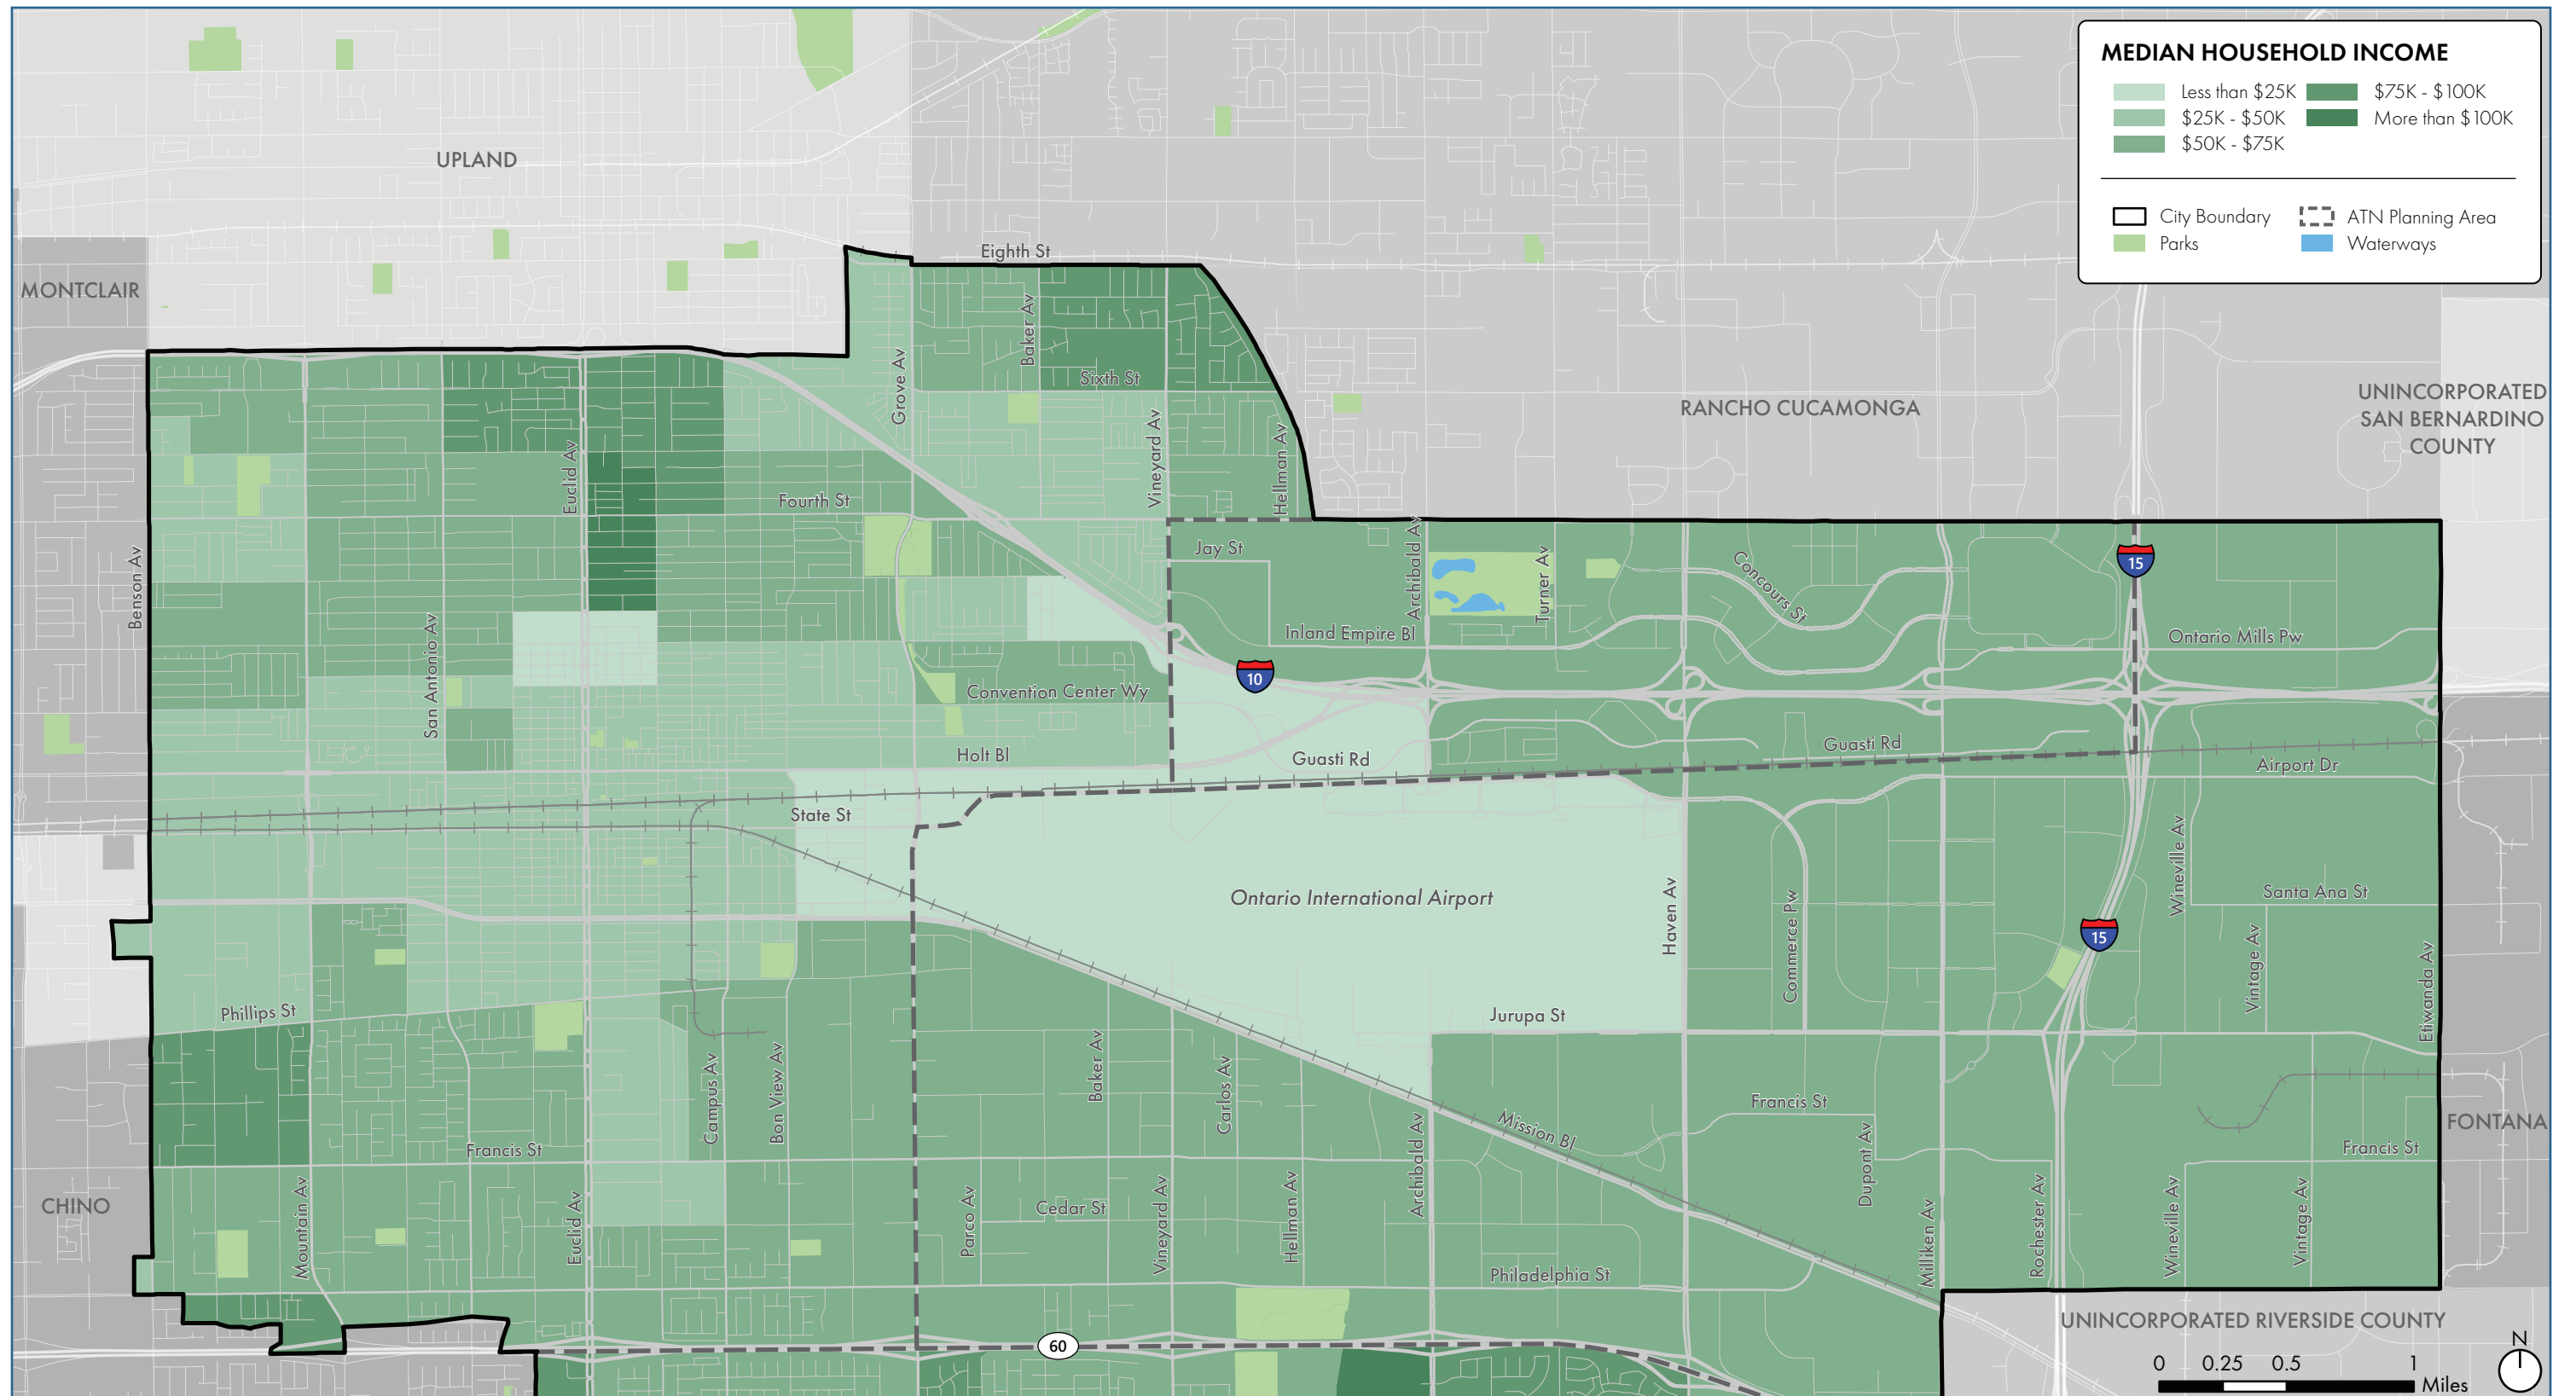 MEDIAN HOUSEHOLD INCOME
Less than $25K
$75K - $100K
$25K - $50K
More than $100K
$50K - $75K
City Boundary
ATN Planning Area
Parks
Waterways
UPLAND
Eighth St
MONTCLAIR
Baker Av
Grove Av
Sixth St
Vineyard Av
Hellman Av
RANCHO CUCAMONGA
UNINCORPORATED
SAN BERNARDINO
COUNTY
Euclid Av
Fourth St
Benson Av
Jay St
Archibald Av
Turner Av
Concours St
15
San Antonio Av
Inland Empire Bl
Ontario Mills Pw
10
Convention Center Wy
Holt Bl
Guasti Rd
Guasti Rd
Airport Dr
State St
Wineville Av
Ontario International Airport
Haven Av
Commerce Pw
Santa Ana St
15
Vintage Av
Etiwanda Av
Phillips St
Jurupa St
Campus Av
Bon View Av
Baker Av
Carlos Av
Francis St
Mission Bl
Archibald Av
Dupont Av
FONTANA
Francis St
Francis St
CHINO
Mountain Av
Euclid Av
Parco Av
Cedar St
Vineyard Av
Hellman Av
Milliken Av
Rochester Av
Wineville Av
Vintage Av
Philadelphia St
UNINCORPORATED RIVERSIDE COUNTY
60
N
0 0.25 0.5 1
Miles